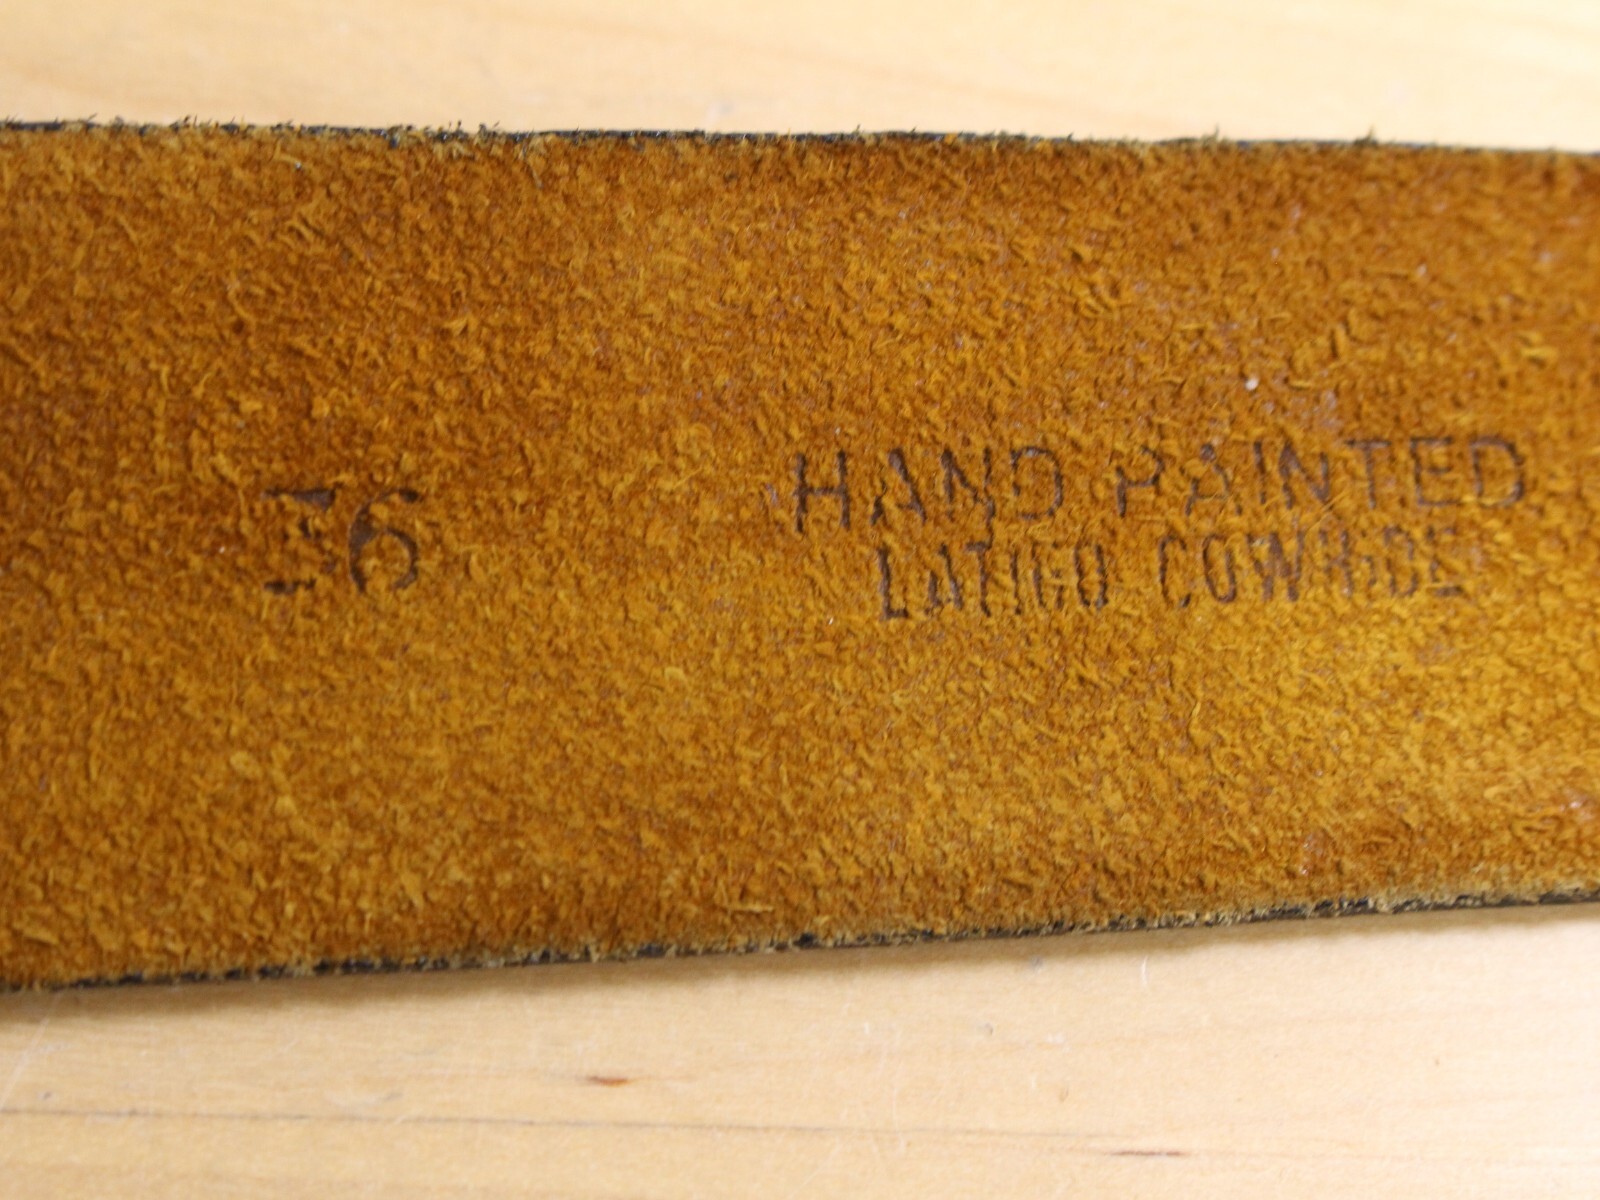 36
HAND PAINTED
LATIGO COWHIDE